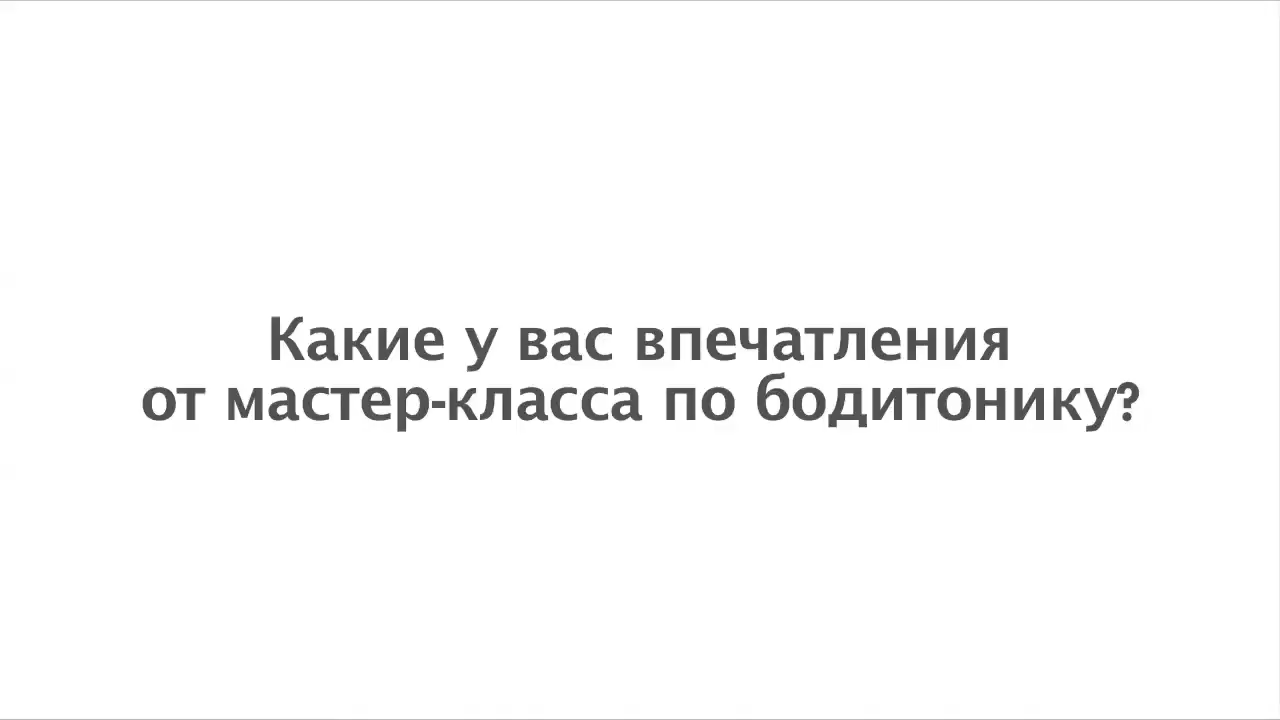 Какие у вас впечатления
от мастер-класса по бодитонику?